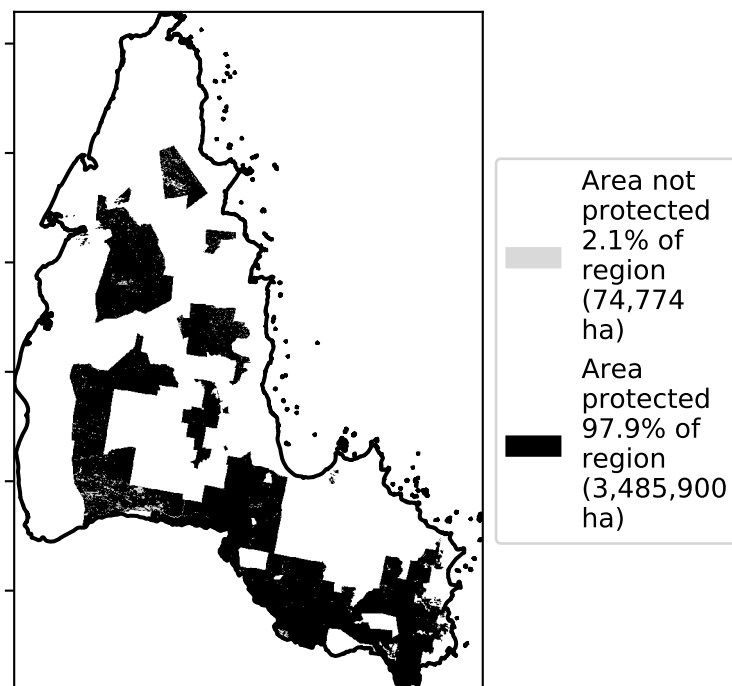 Area not
protected
2.1% of
region
(74,774
ha)
Area
protected
97.9% of
region
(3,485,900
ha)